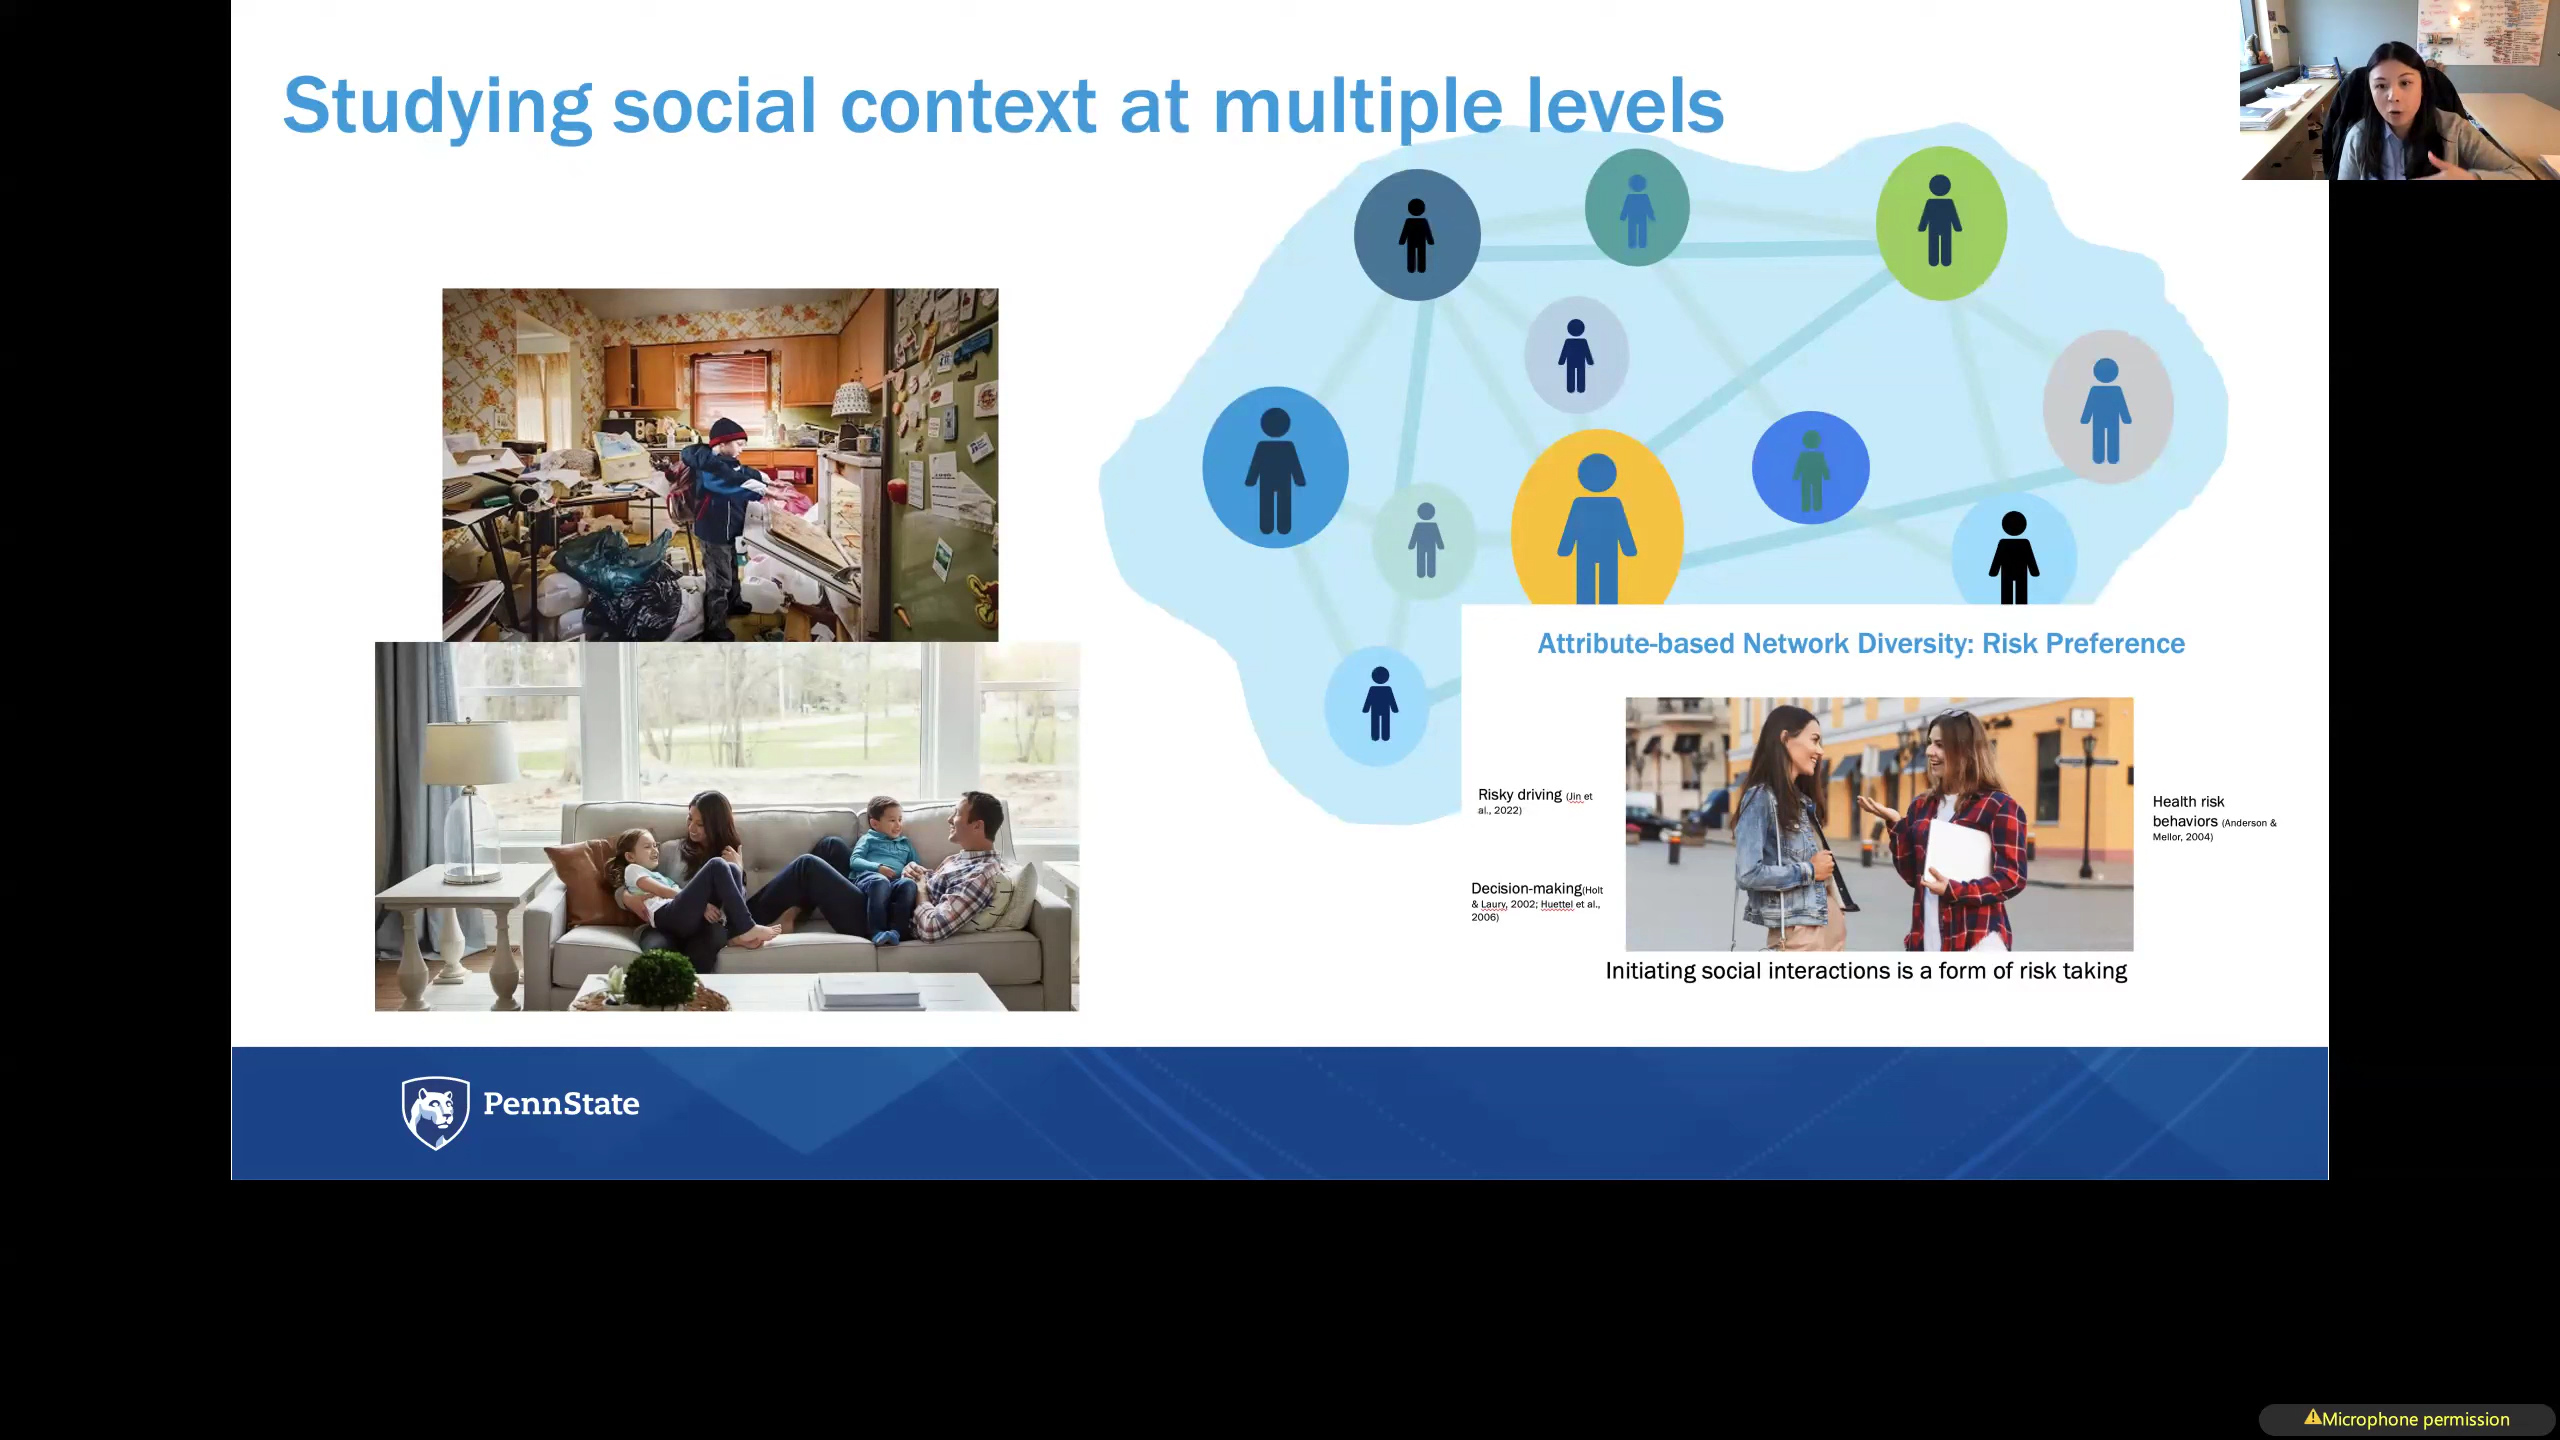 Studying social context at multiple levels
Attribute-based Network Diversity: Risk Preference
Risky driving (Jin et
al., 2022)
Health risk
behaviors (Anderson &
Mellor, 2004)
Decision-making(Holt
& Laury, 2002; Huettel et al.,
2006)
Initiating social interactions is a form of risk taking
PennState
Microphone permission